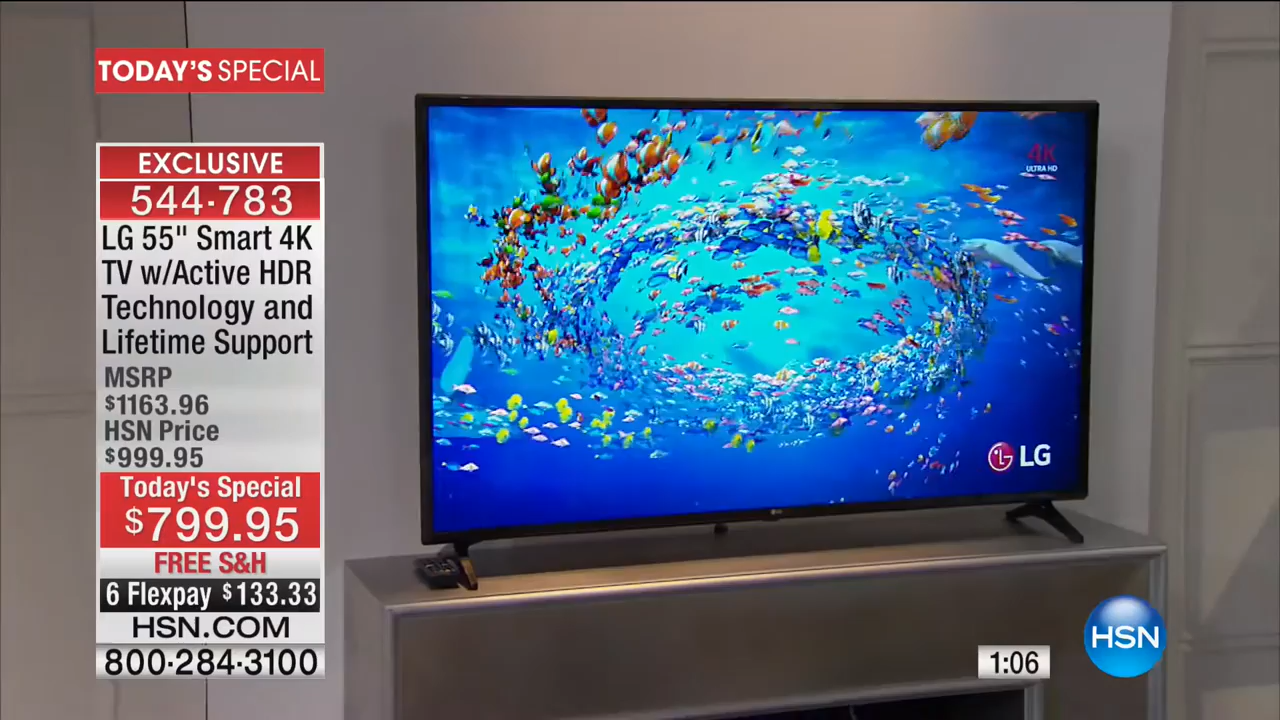 TODAY'S SPECIAL
EXCLUSIVE
544-783
LG 55" Smart 4K
TV w/Active HDR
Technology and
Lifetime Support
MSRP
$1163.96
HSN Price
$999.95
Today's Special
$799.95
FREE S&H
6 Flexpay $133.33
HSN.COM
800-284-3100
4K
ULTRA HD
LG
LG
HSN
1:06